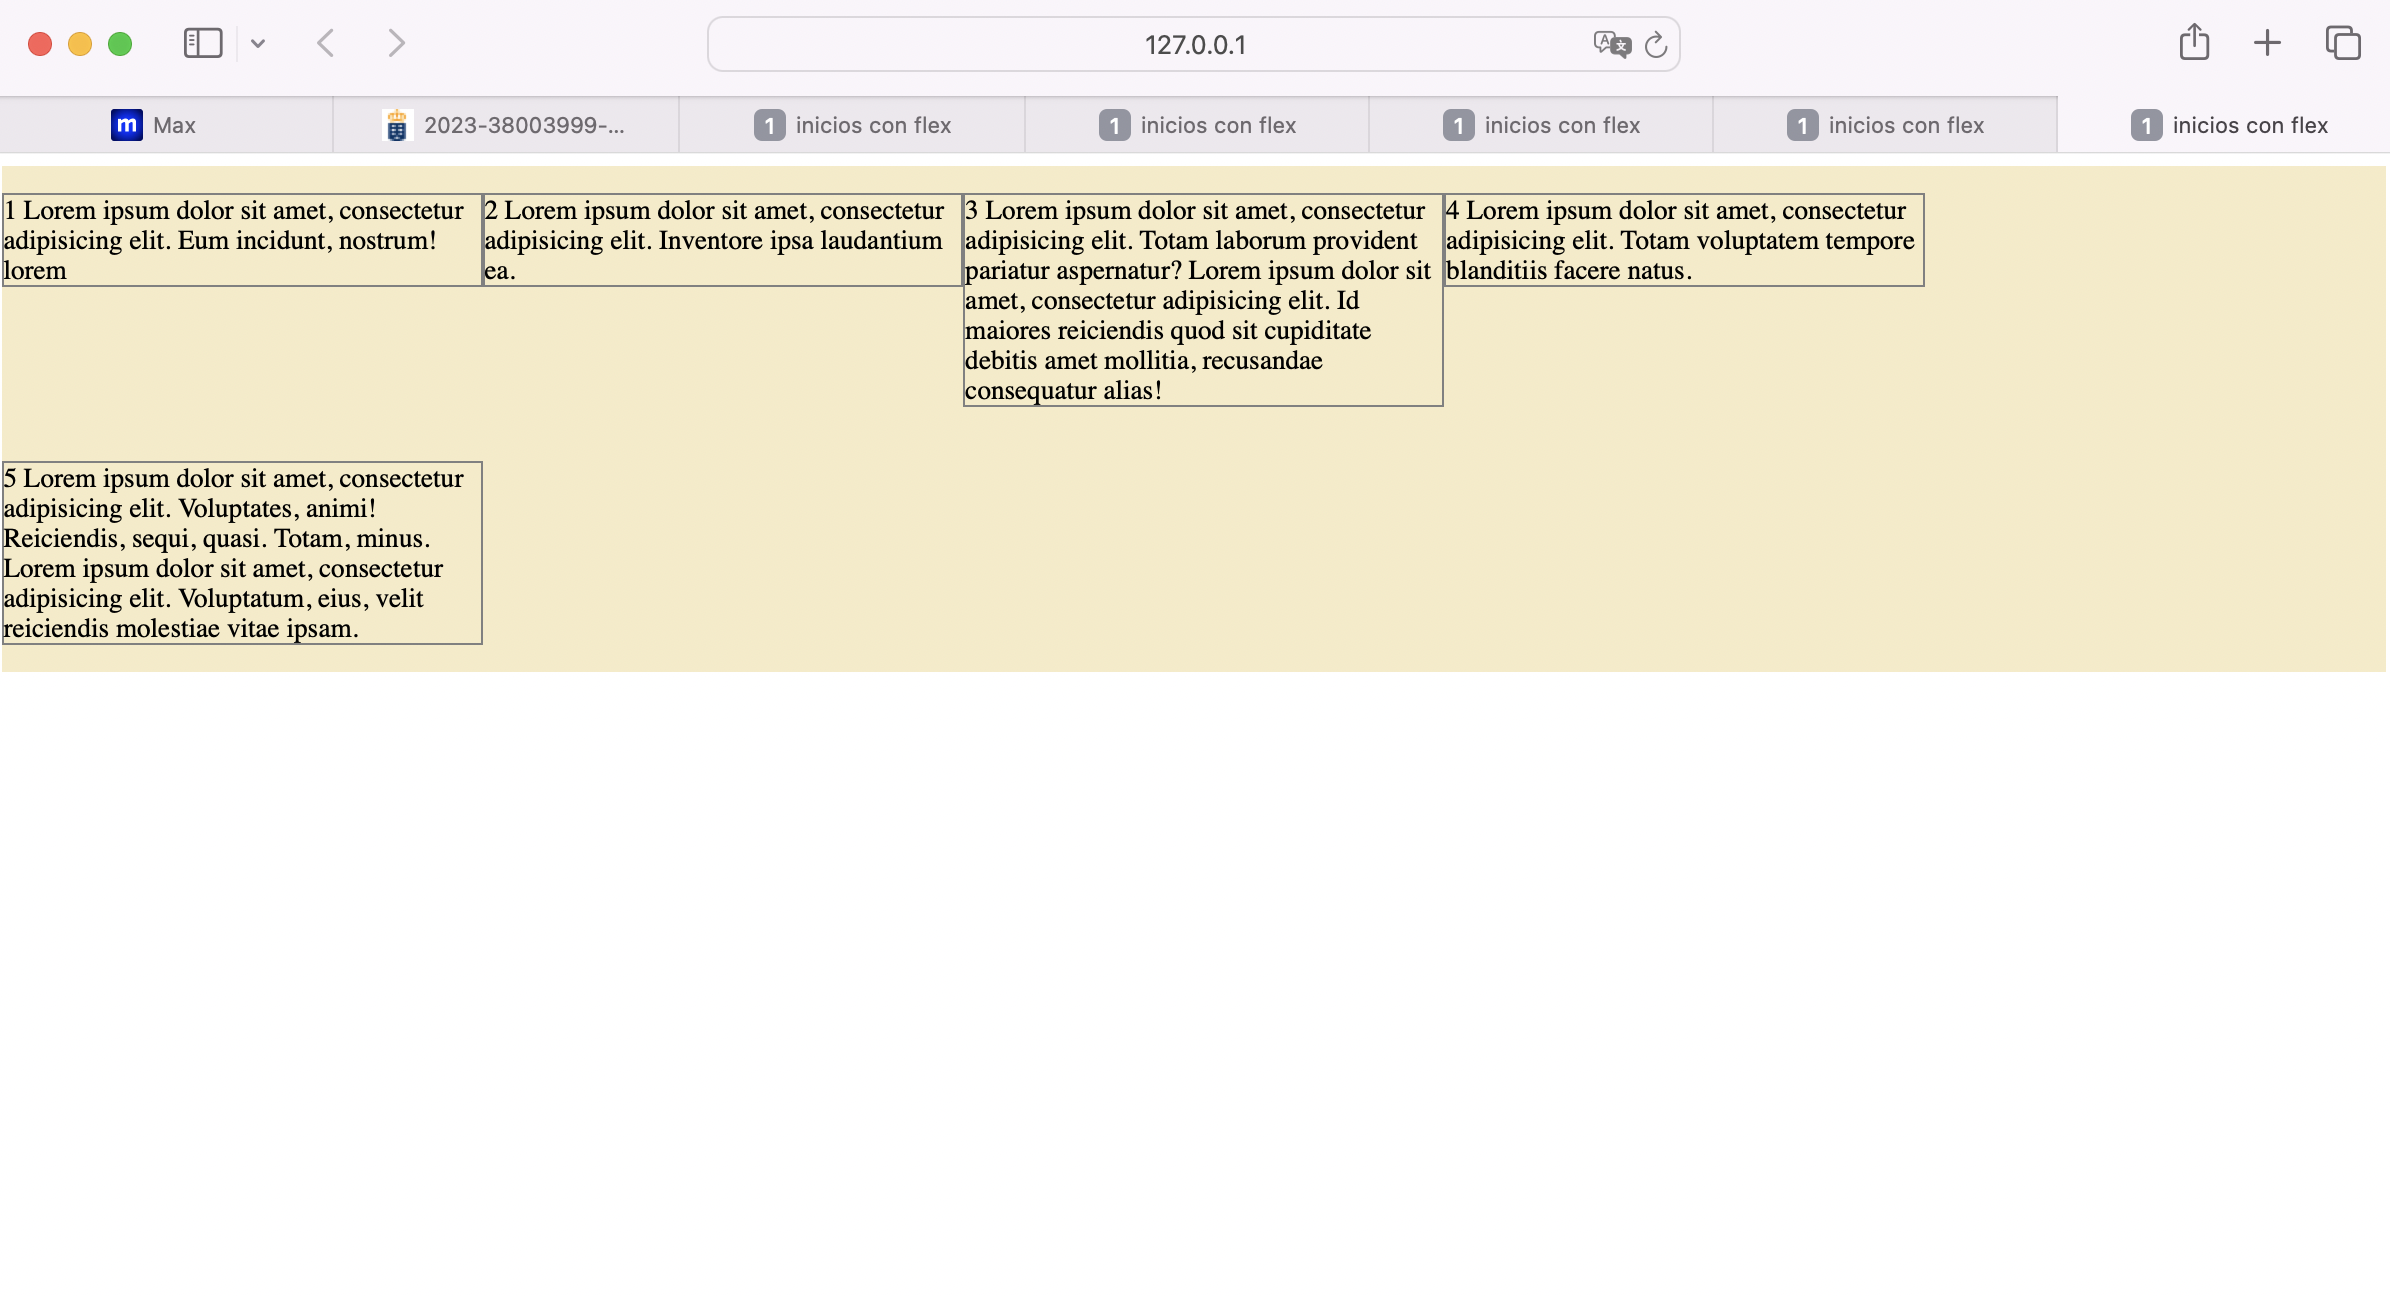 127.0.0.1
m Max
2023-38003999-...
1 inicios con flex
1 inicios con flex
1 inicios con flex
1 inicios con flex
1 inicios con flex
1 Lorem ipsum dolor sit amet, consectetur
adipisicing elit. Eum incidunt, nostrum!
lorem
2 Lorem ipsum dolor sit amet, consectetur
adipisicing elit. Inventore ipsa laudantium
ea.
3 Lorem ipsum dolor sit amet, consectetur
adipisicing elit. Totam laborum provident
pariatur aspernatur? Lorem ipsum dolor sit
amet, consectetur adipisicing elit. Id
maiores reiciendis quod sit cupiditate
debitis amet mollitia, recusandae
consequatur alias!
4 Lorem ipsum dolor sit amet, consectetur
adipisicing elit. Totam voluptatem tempore
blanditiis facere natus.
5 Lorem ipsum dolor sit amet, consectetur
adipisicing elit. Voluptates, animi!
Reiciendis, sequi, quasi. Totam, minus.
Lorem ipsum dolor sit amet, consectetur
adipisicing elit. Voluptatum, eius, velit
reiciendis molestiae vitae ipsam.